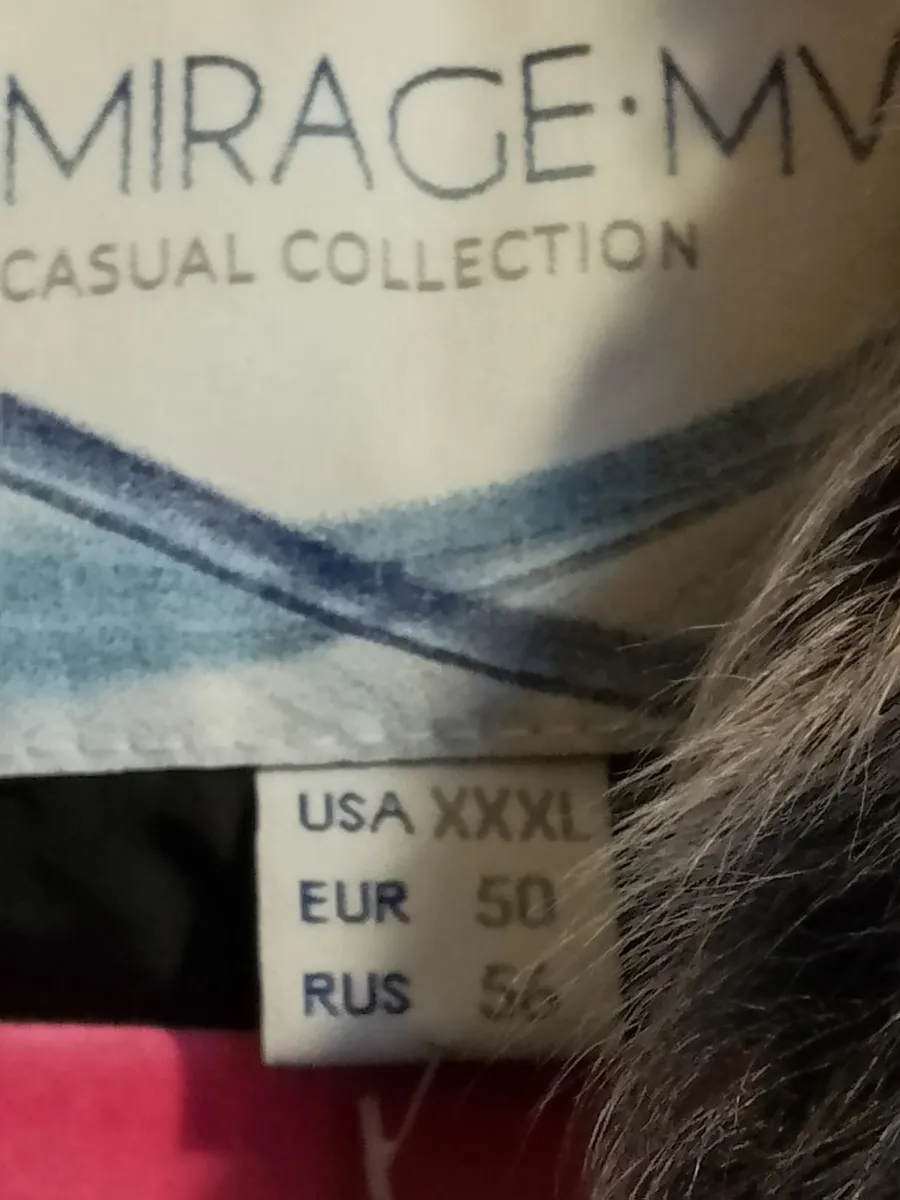 MIRAGE·MV
CASUAL COLLECTION
USA XXXL
EUR 50
RUS 56